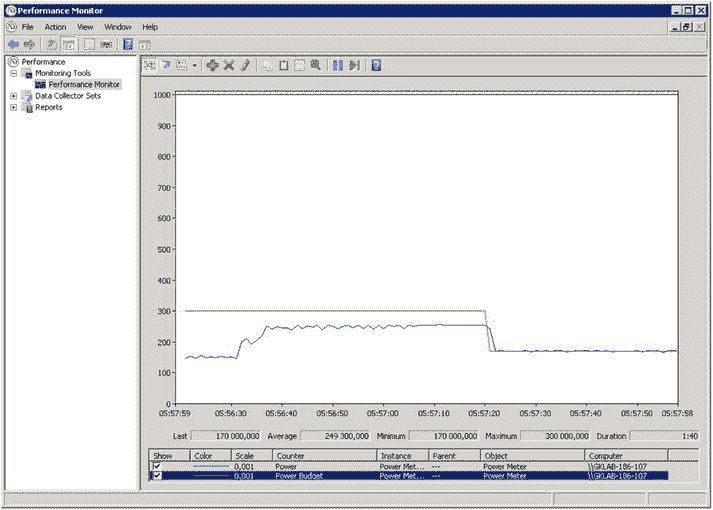 Performance Monitor
File Action View Window Help
Performance
Monitoring Tools
Performance Monitor
Data Collector Sets
Reports
1000
900
800
700
600
500
400
300
200
100
0
05:57:59 05:56:30 05:56:40 05:56:50 05:57:00 05:57:10 05:57:20 05:57:30 05:57:40 05:57:50 05:57:58
Last 170 000,000 Average 249 300,000 Minimum 170 000,000 Maximum 300 000,000 Duration 1:40
Show Color Scale Counter Instance Parent Object Computer
0,001 Power Power Met... --- Power Meter \\GKLAB-186-107
0,001 Power Budget Power Met... --- Power Meter \\GKLAB-186-107